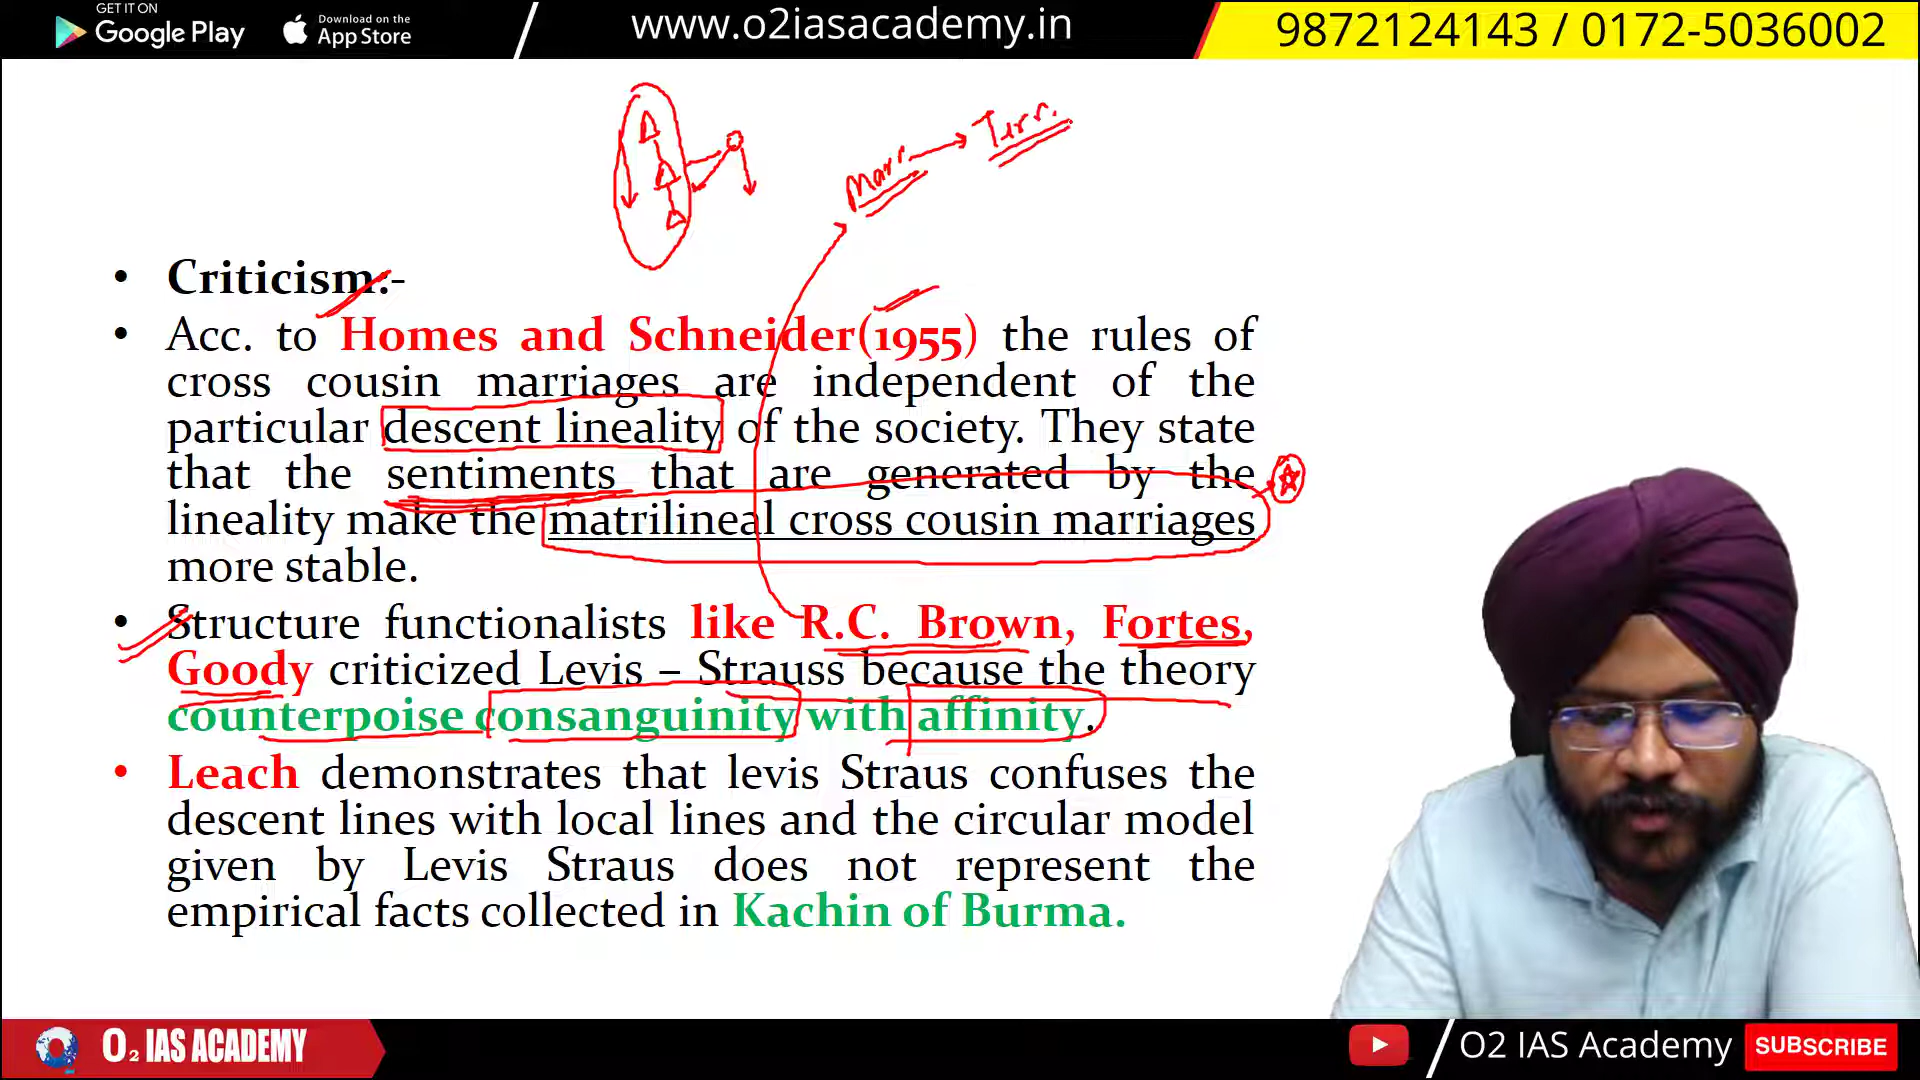 GET IT ON
Google Play
Download on the
App Store
www.o2iasacademy.in
9872124143 / 0172-5036002
Marr. Terr.
• Criticism:-
• Acc. to Homes and Schneider(1955) the rules of
cross cousin marriages are independent of the
particular descent lineality of the society. They state
that the sentiments that are generated by the
lineality make the matrilineal cross cousin marriages
more stable.
• Structure functionalists like R.C. Brown, Fortes,
Goody criticized Levis – Strauss because the theory
counterpoise consanguinity with affinity.
• Leach demonstrates that levis Straus confuses the
descent lines with local lines and the circular model
given by Levis Straus does not represent the
empirical facts collected in Kachin of Burma.
O2 IAS ACADEMY
O2 IAS Academy
SUBSCRIBE